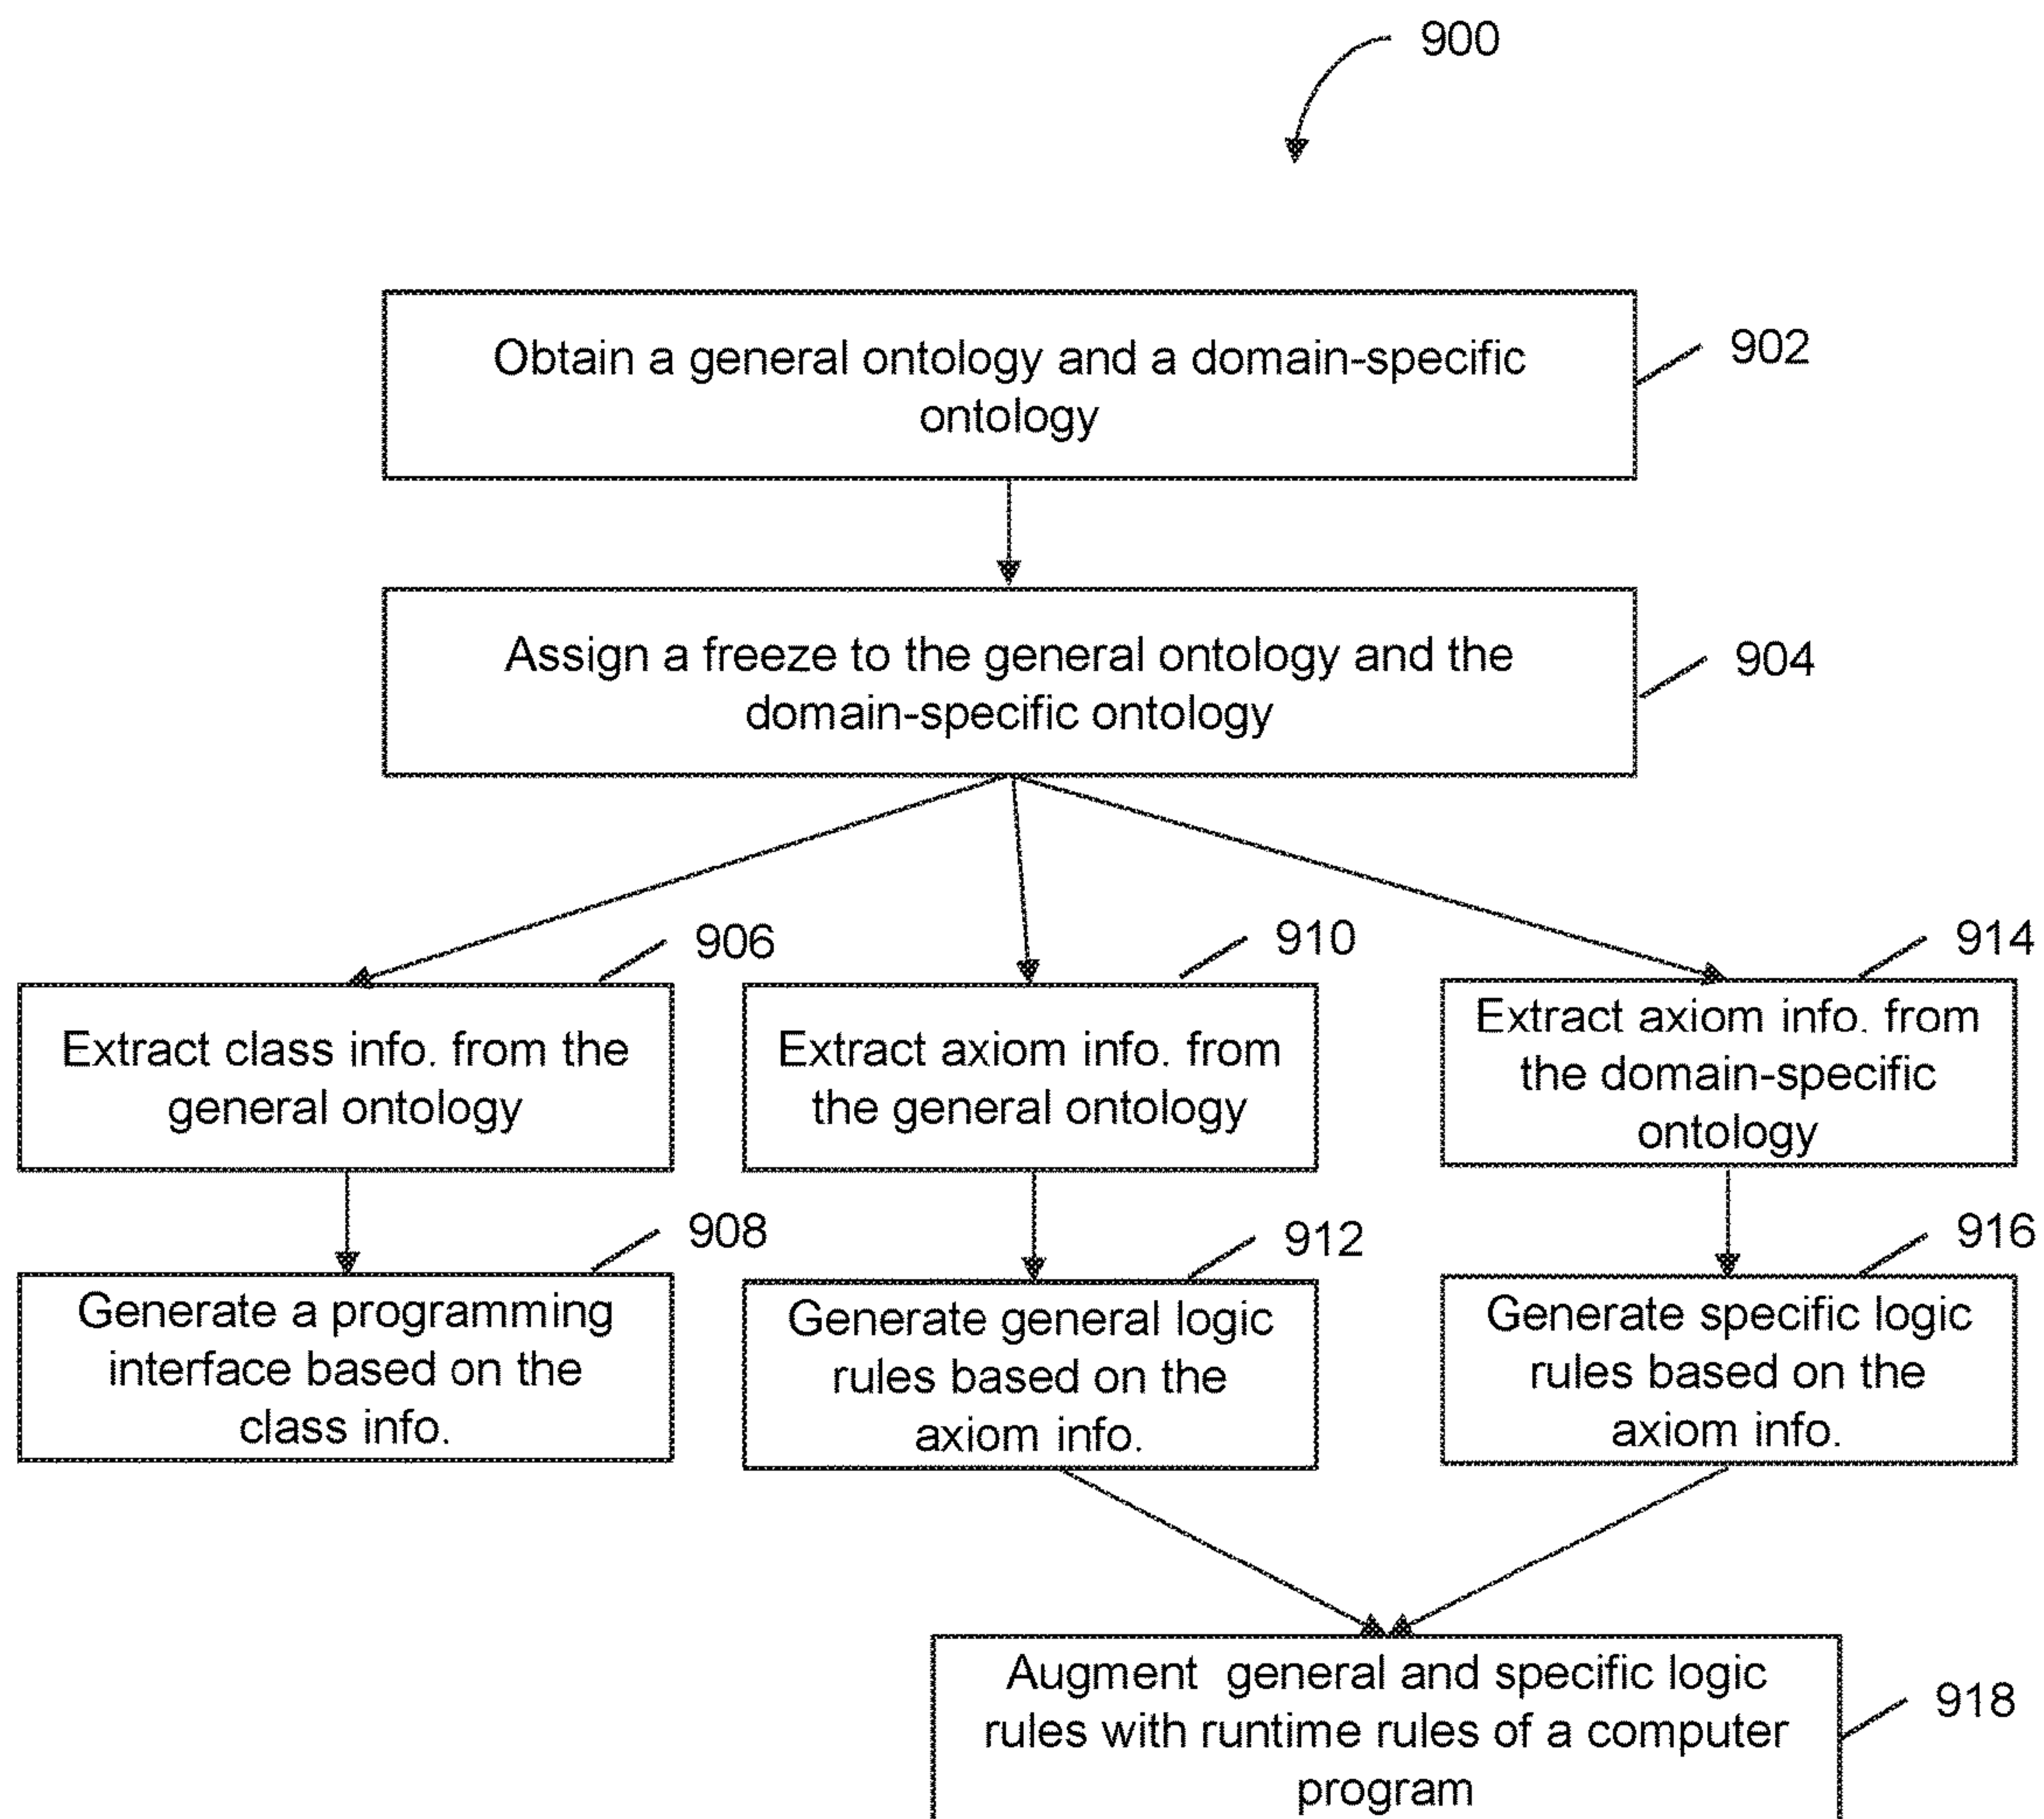 900
Obtain a general ontology and a domain-specific
ontology
902
Assign a freeze to the general ontology and the
domain-specific ontology
904
906
Extract class info. from the
general ontology
910
Extract axiom info. from
the general ontology
914
Extract axiom info. from
the domain-specific
ontology
908
Generate a programming
interface based on the
class info.
912
Generate general logic
rules based on the
axiom info.
916
Generate specific logic
rules based on the
axiom info.
Augment general and specific logic
rules with runtime rules of a computer
program
918